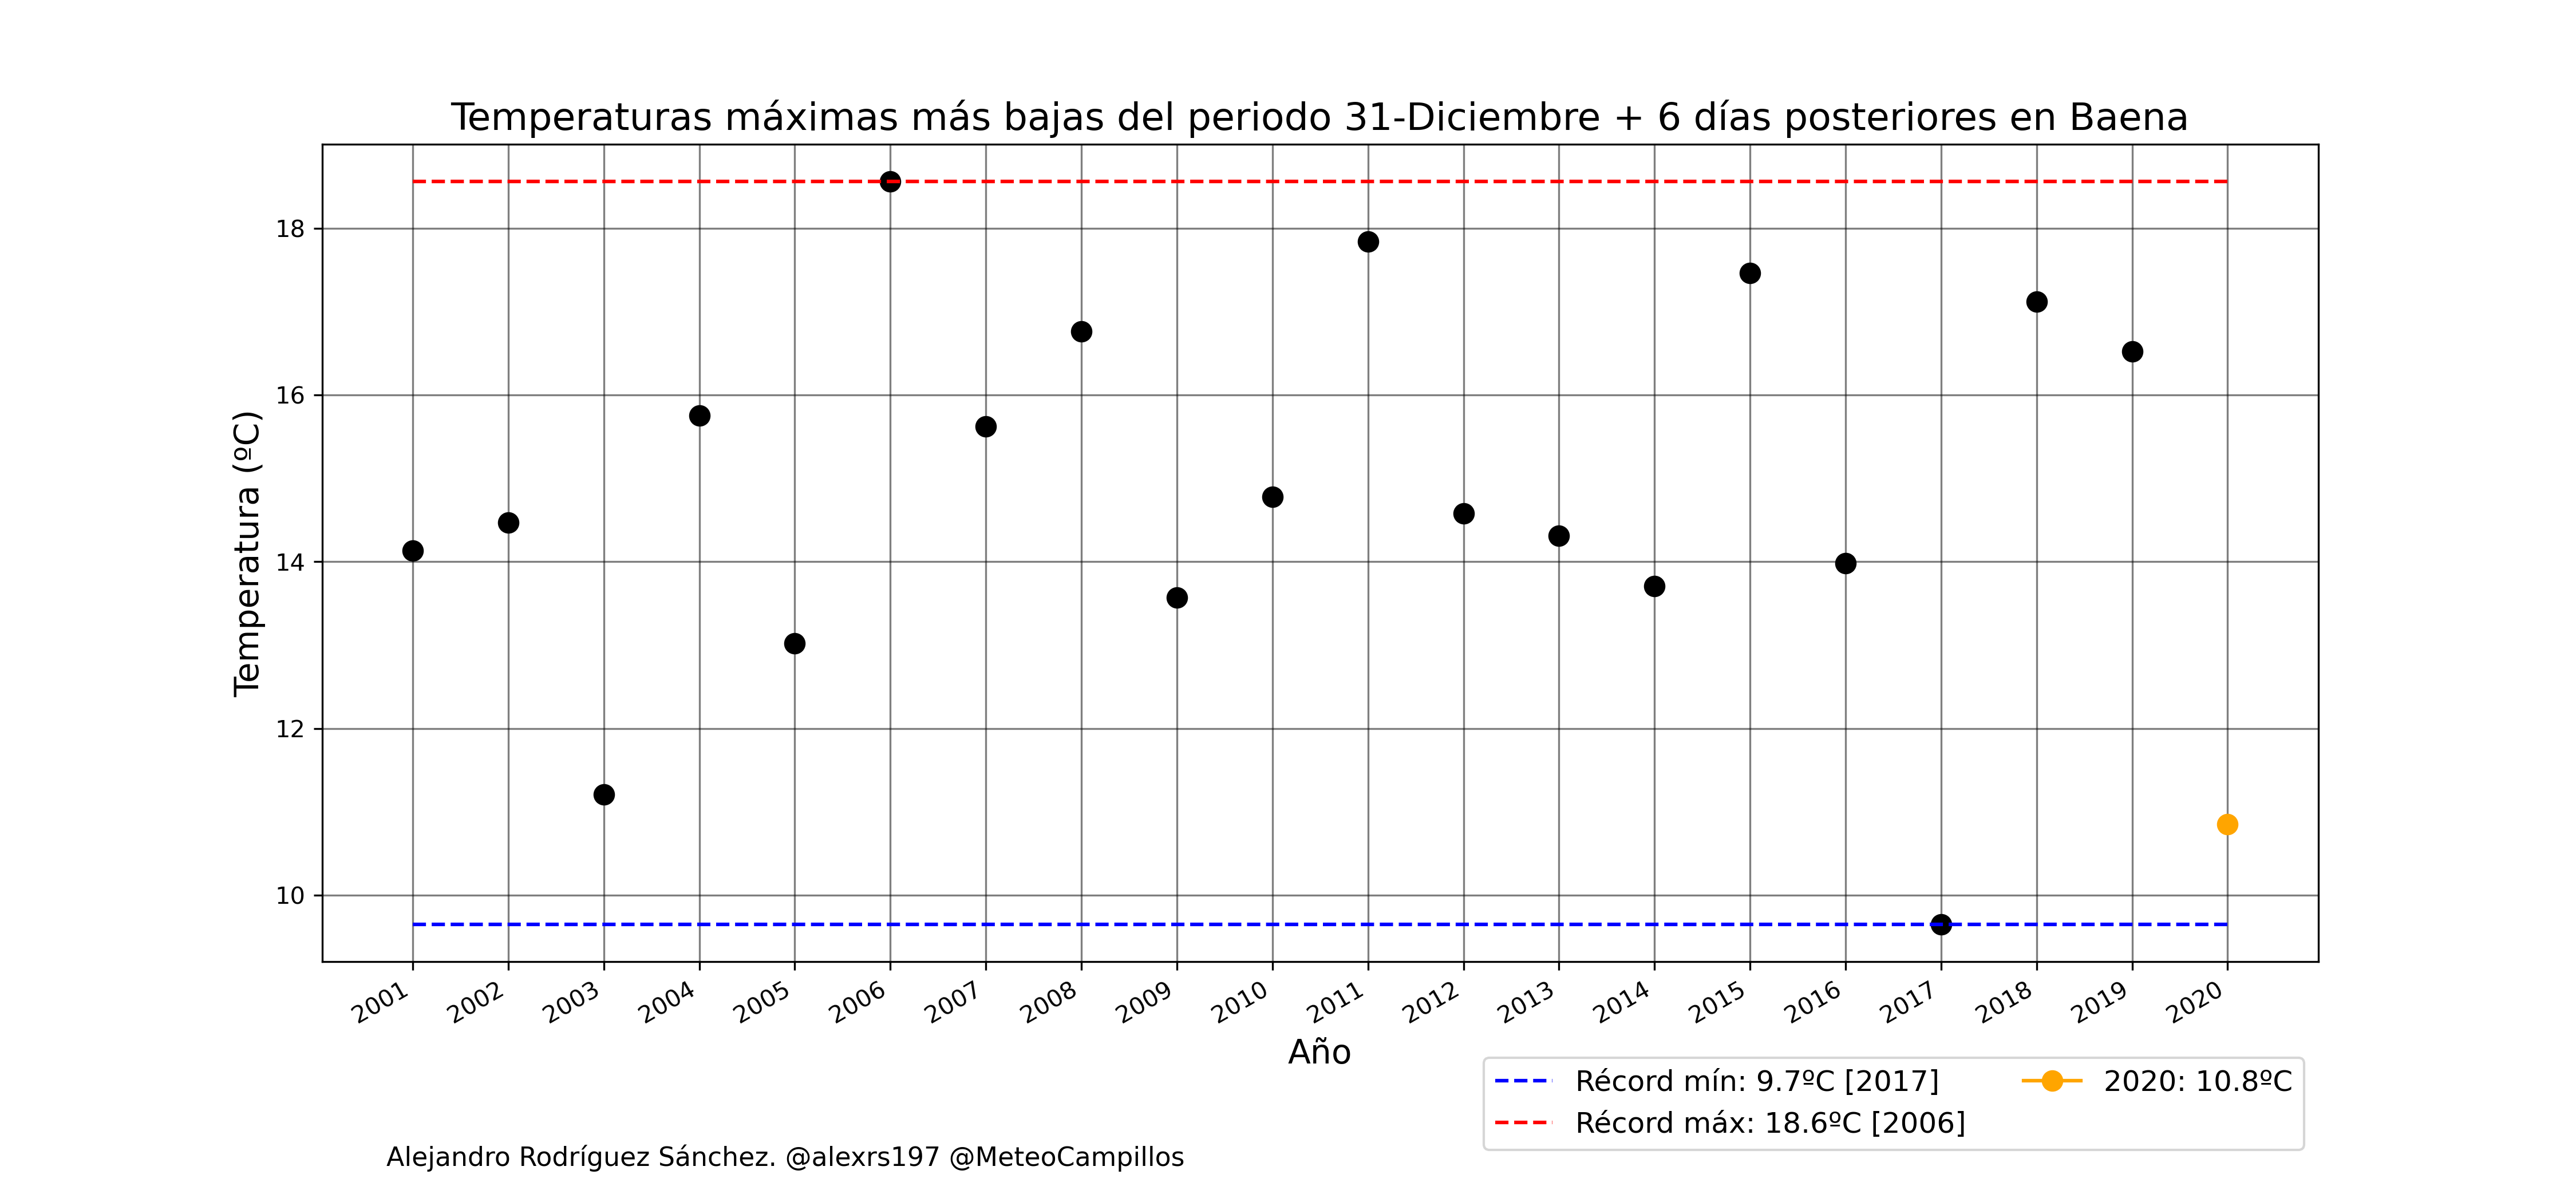 Temperaturas máximas más bajas del periodo 31-Diciembre + 6 días posteriores en Baena
Temperatura (ºC)
18
16
14
12
10
2001 2002 2003 2004 2005 2006 2007 2008 2009 2010 2011 2012 2013 2014 2015 2016 2017 2018 2019 2020
Año
Récord mín: 9.7ºC [2017]
Récord máx: 18.6ºC [2006]
2020: 10.8ºC
Alejandro Rodríguez Sánchez. @alexrs197 @MeteoCampillos